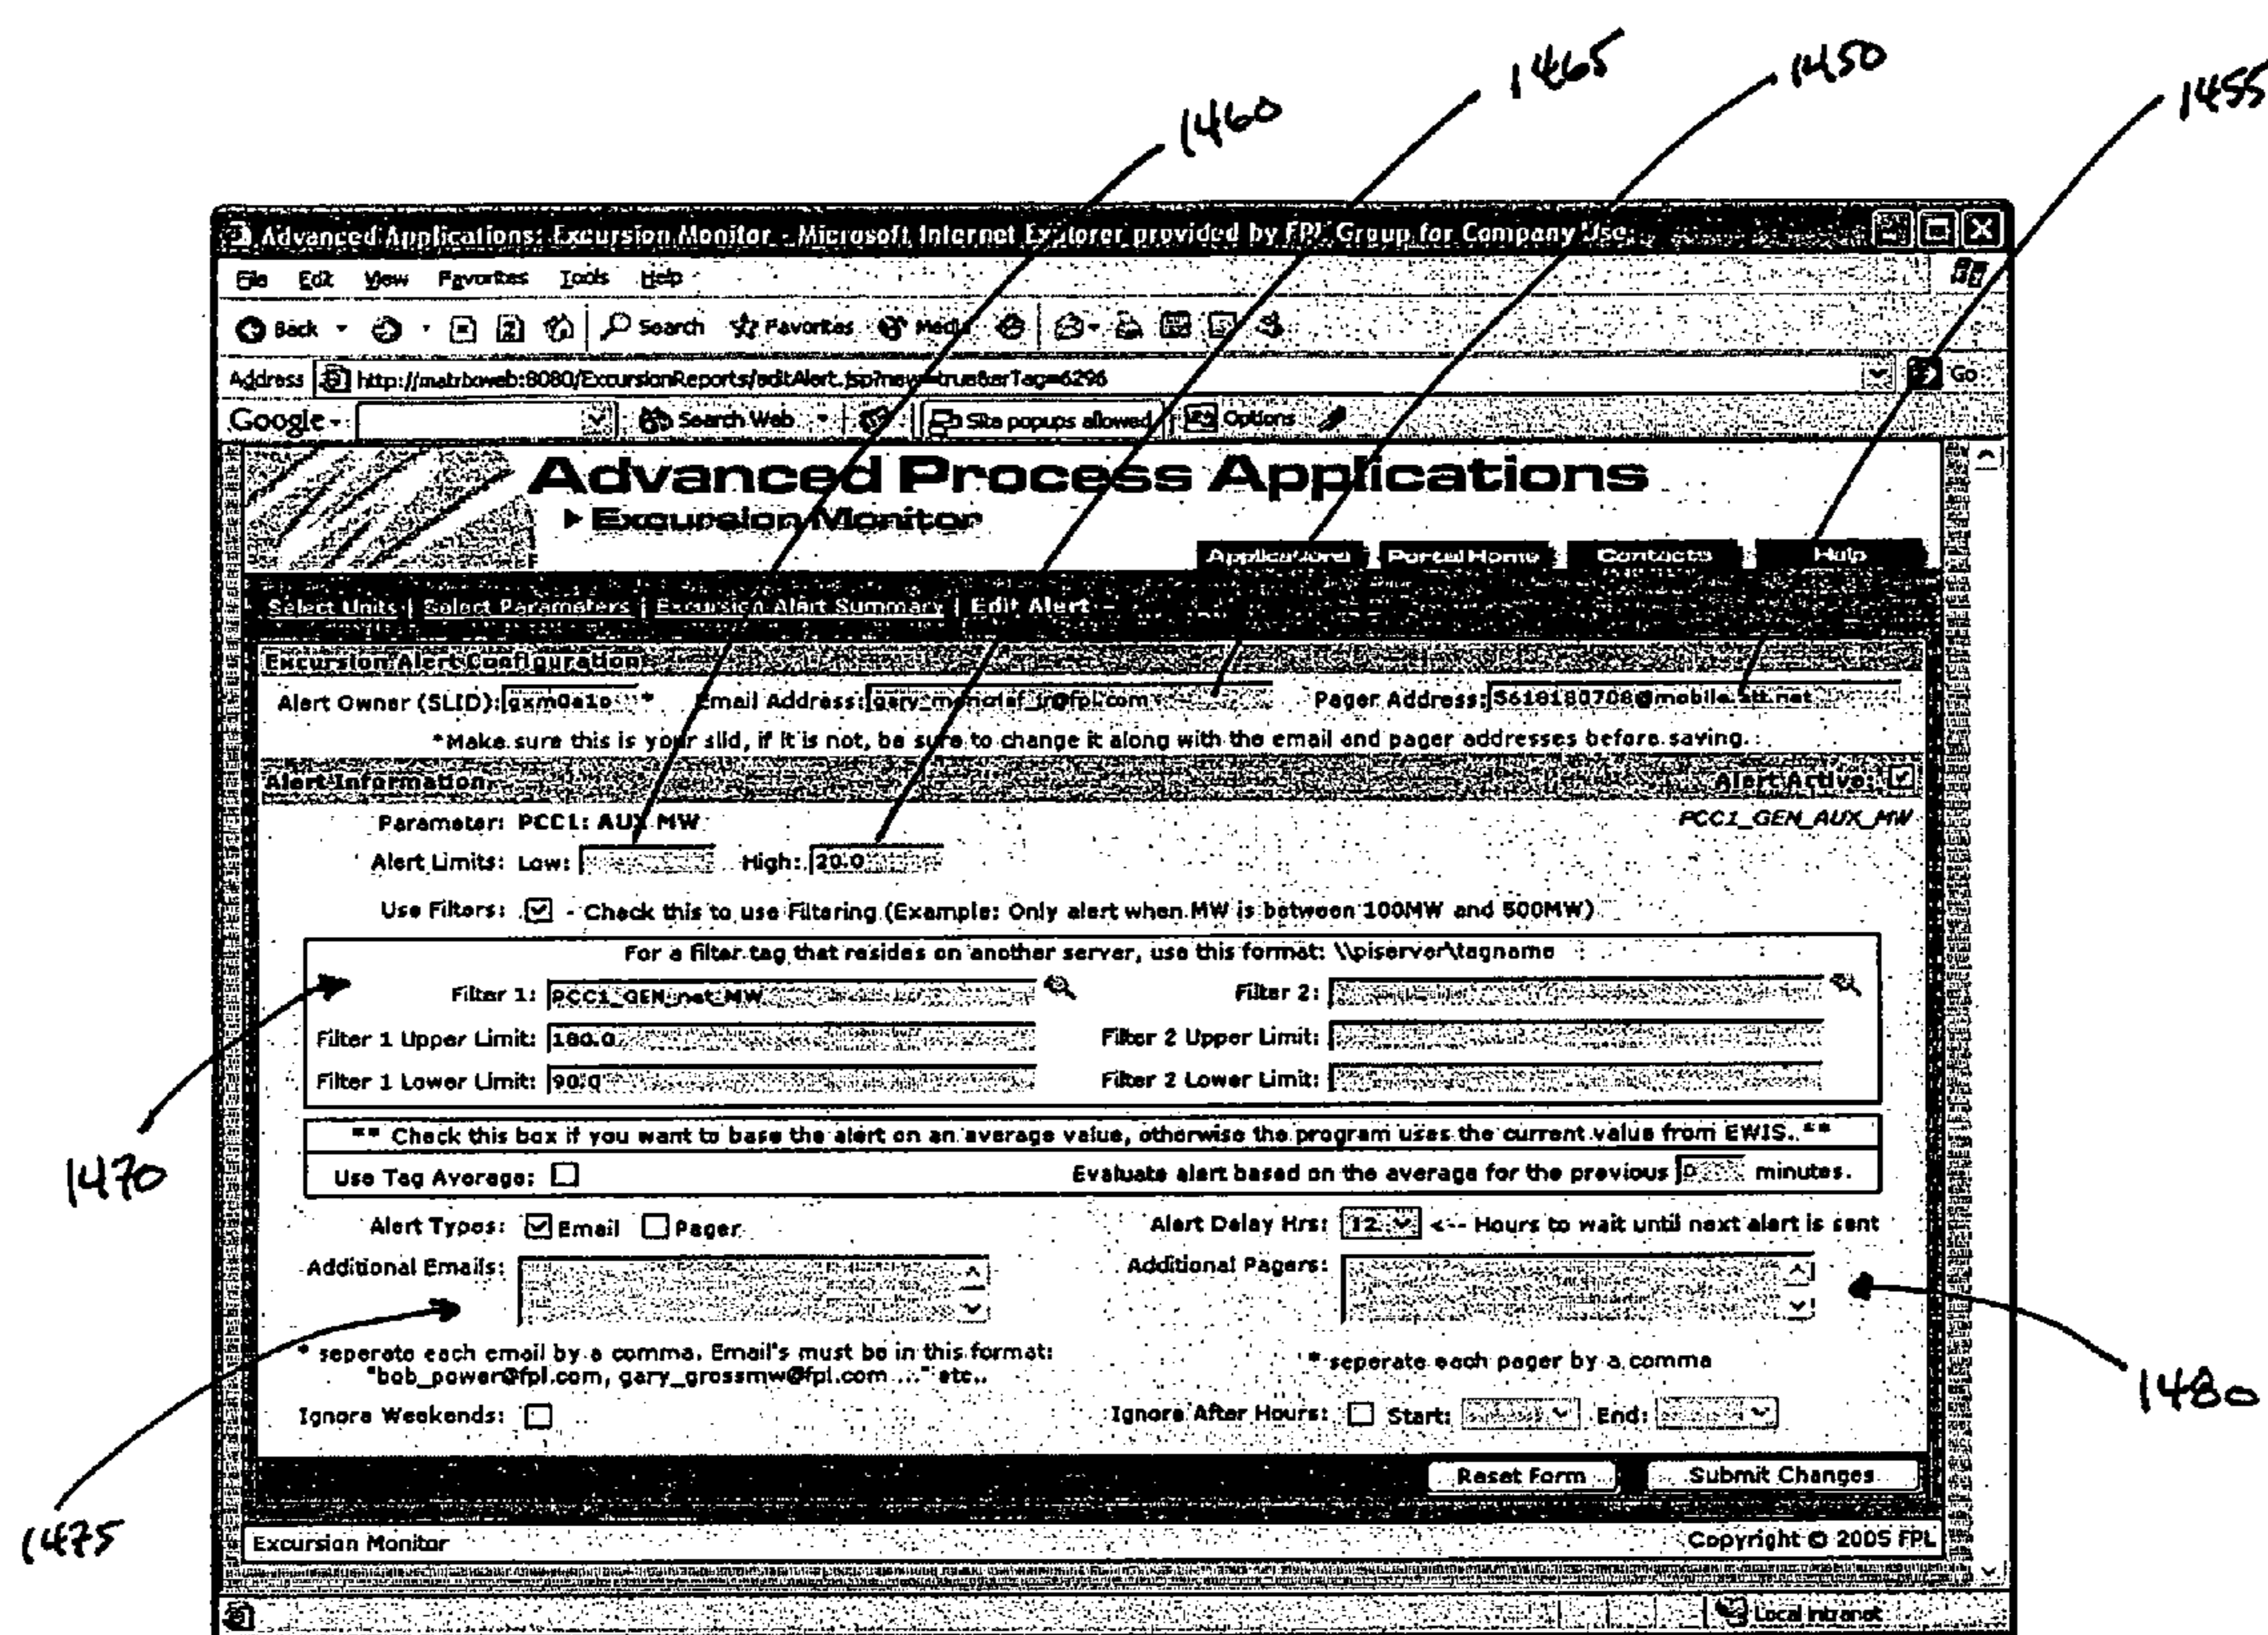 1460
1465
1450
1455
Advanced Applications: Excursion Monitor - Microsoft Internet Explorer provided by FPL Group for Company Use
File Edit View Favorites Tools Help
Back Search Favorites Media
Address http://matrixweb:8080/ExcursionReports/editAlert.jsp?new=true&srTag=6296 Go
Google Search Web Site popups allowed Options
Advanced Process Applications
Excursion Monitor
Applications Portal Home Contacts Help
Select Units | Select Parameters | Excursion Alert Summary | Edit Alert
Excursion Alert Configuration
Alert Owner (SLID): * Email Address: Pager Address:
*Make sure this is your slid, if it is not, be sure to change it along with the email and pager addresses before saving.
Alert Information Alert Active:
Parameter: PCC1: AUX MW PCC1_GEN_AUX_MW
Alert Limits: Low: High: 20.0
Use Filters: - Check this to use Filtering (Example: Only alert when MW is between 100MW and 500MW)
For a filter tag that resides on another server, use this format: \\piserver\tagname
Filter 1: PCC1_GEN_net_MW Filter 2:
Filter 1 Upper Limit: 180.0 Filter 2 Upper Limit:
Filter 1 Lower Limit: 90.0 Filter 2 Lower Limit:
1470
** Check this box if you want to base the alert on an average value, otherwise the program uses the current value from EWIS. **
Use Tag Average: Evaluate alert based on the average for the previous 0 minutes.
Alert Types: Email Pager Alert Delay Hrs: 12 <-- Hours to wait until next alert is sent
Additional Emails: Additional Pagers:
* seperate each email by a comma. Email's must be in this format: * seperate each pager by a comma
"bob_power@fpl.com, gary_grossmw@fpl.com ..." etc..
1480
Ignore Weekends: Ignore After Hours: Start: End:
Reset Form Submit Changes
1475
Excursion Monitor Copyright © 2005 FPL
Local intranet